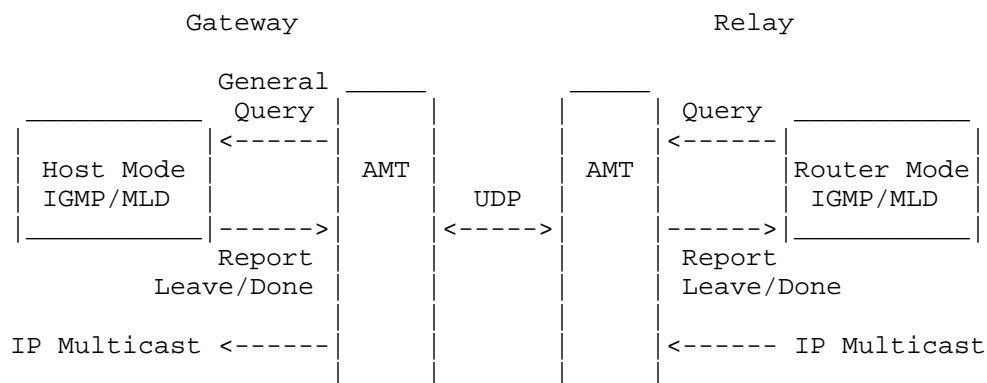 Gateway Relay
General
Query Query
Host Mode AMT AMT Router Mode
IGMP/MLD UDP IGMP/MLD
Report Report
Leave/Done Leave/Done
IP Multicast IP Multicast